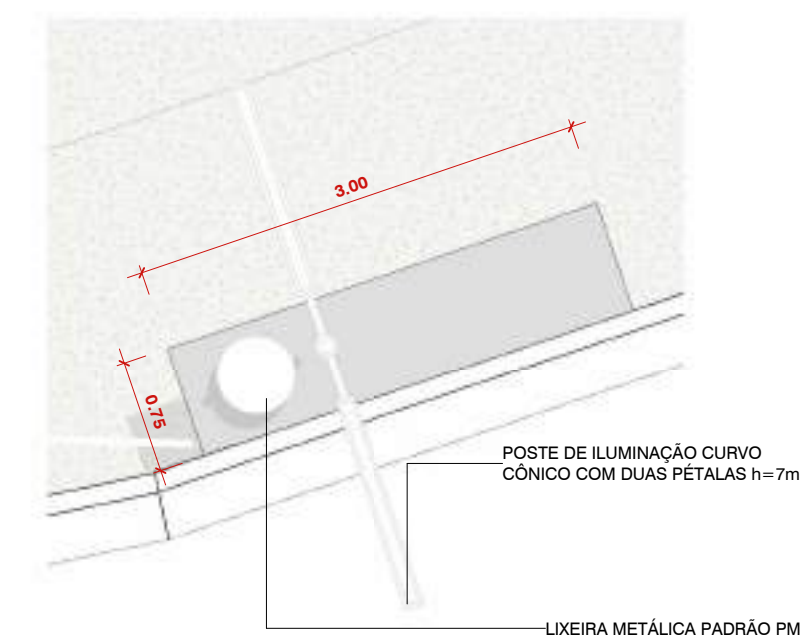 3.00
0.75
POSTE DE ILUMINAÇÃO CURVO
CÔNICO COM DUAS PÉTALAS h=7m
LIXEIRA METÁLICA PADRÃO PM